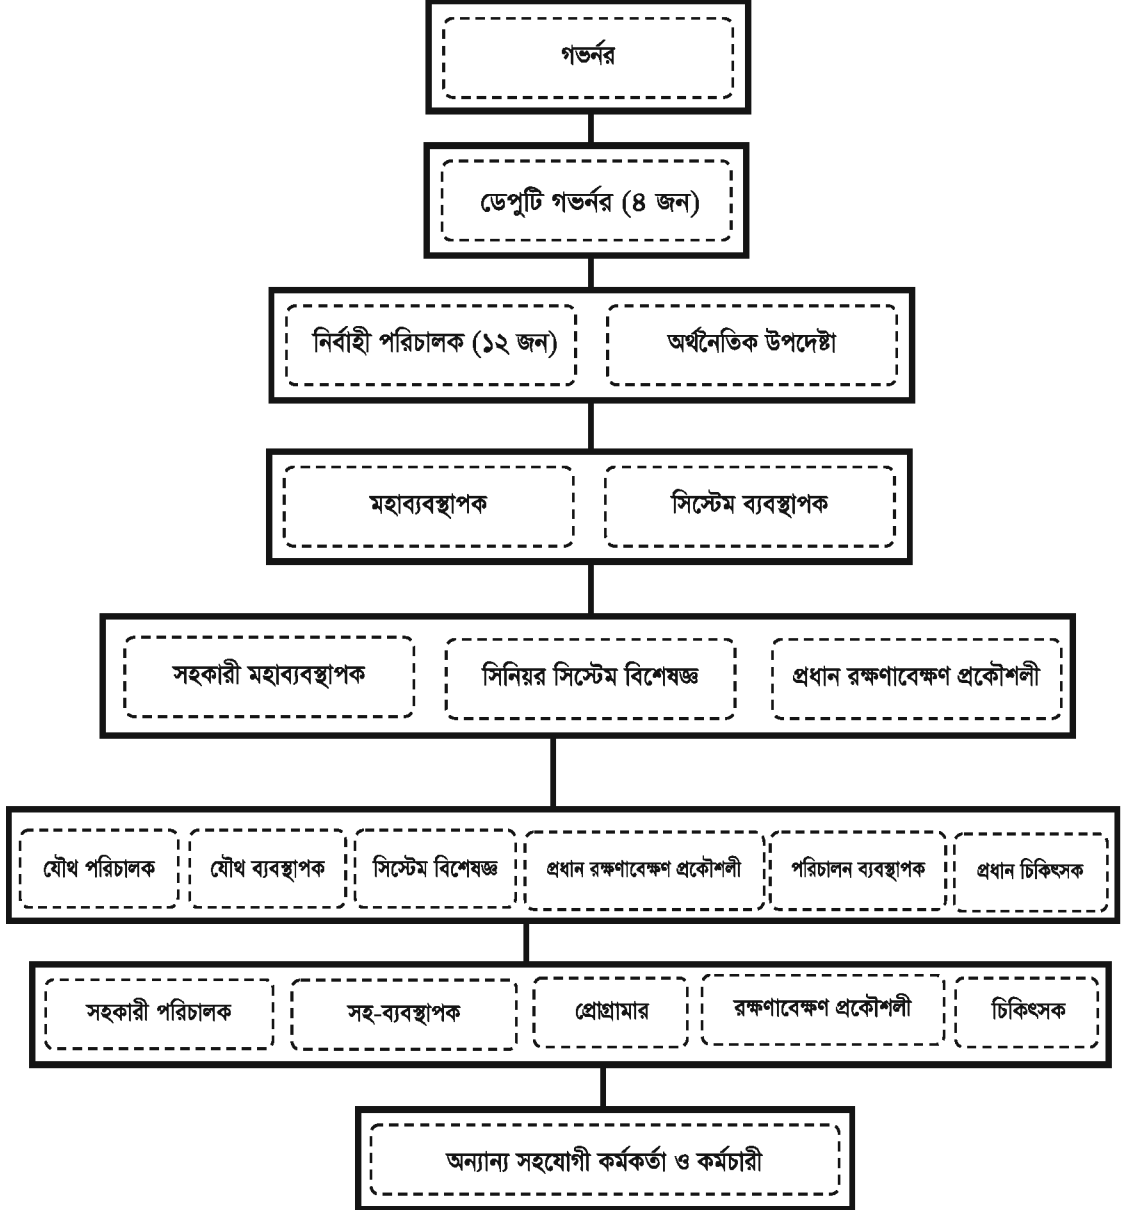 গভর্নর
ডেপুটি গভর্নর (৪ জন)
নির্বাহী পরিচালক (১২ জন)
অর্থনৈতিক উপদেষ্টা
মহাব্যবস্থাপক
সিস্টেম ব্যবস্থাপক
সহকারী মহাব্যবস্থাপক
সিনিয়র সিস্টেম বিশেষজ্ঞ
প্রধান রক্ষণাবেক্ষণ প্রকৌশলী
যৌথ পরিচালক
যৌথ ব্যবস্থাপক
সিস্টেম বিশেষজ্ঞ
প্রধান রক্ষণাবেক্ষণ প্রকৌশলী
পরিচালন ব্যবস্থাপক
প্রধান চিকিৎসক
সহকারী পরিচালক
সহ-ব্যবস্থাপক
প্রোগ্রামার
রক্ষণাবেক্ষণ প্রকৌশলী
চিকিৎসক
অন্যান্য সহযোগী কর্মকর্তা ও কর্মচারী